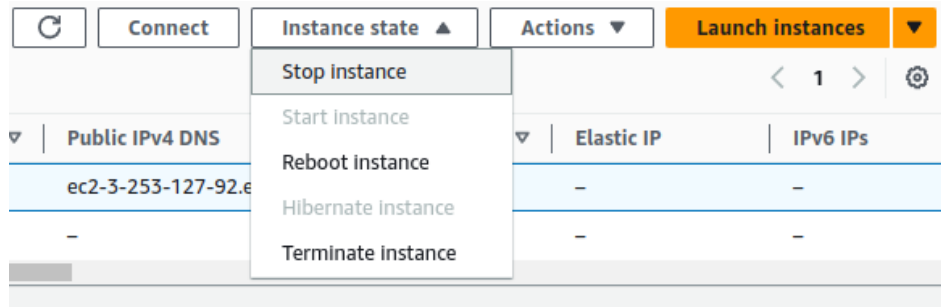 Connect Instance state Actions Launch instances
Stop instance
1
Start instance
Public IPv4 DNS Elastic IP IPv6 IPs
Reboot instance
ec2-3-253-127-92.e – –
Hibernate instance
– – –
Terminate instance